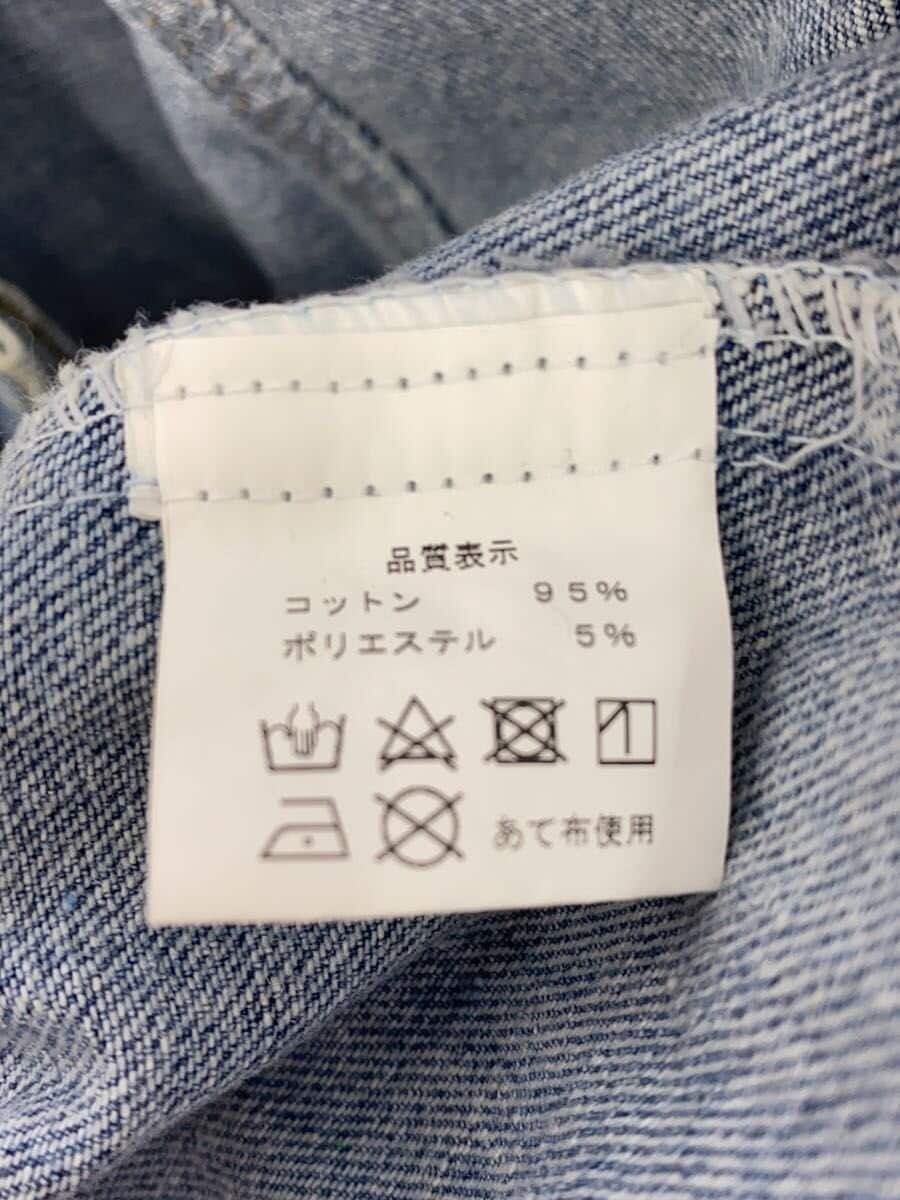 品質表示
コットン 95%
ポリエステル 5%
あて布使用